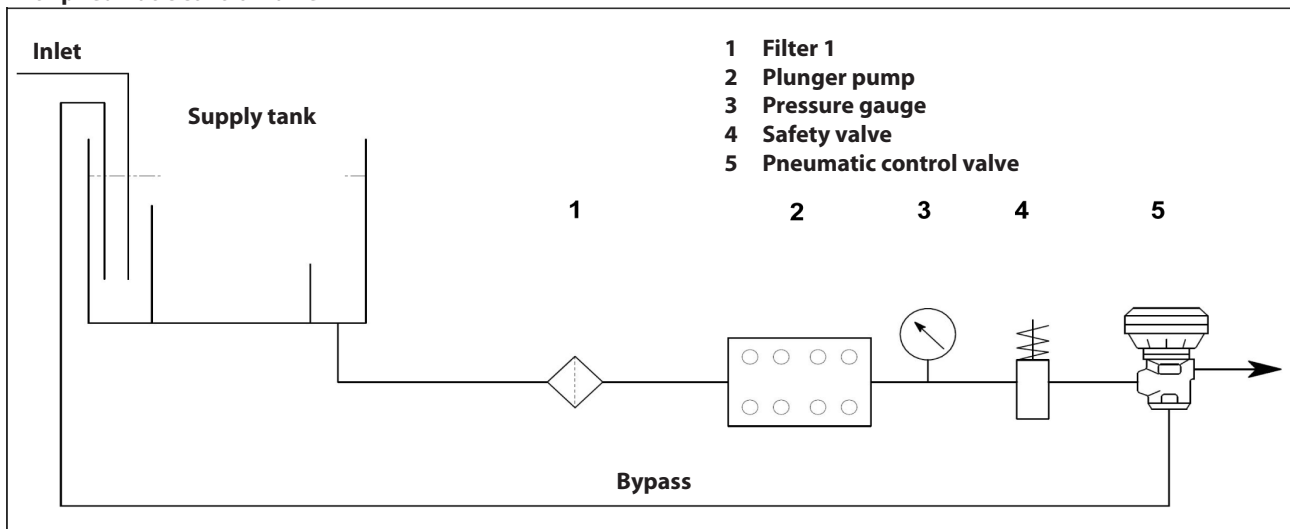 Inlet
Supply tank
1 Filter 1
2 Plunger pump
3 Pressure gauge
4 Safety valve
5 Pneumatic control valve
1 2 3 4 5
Bypass